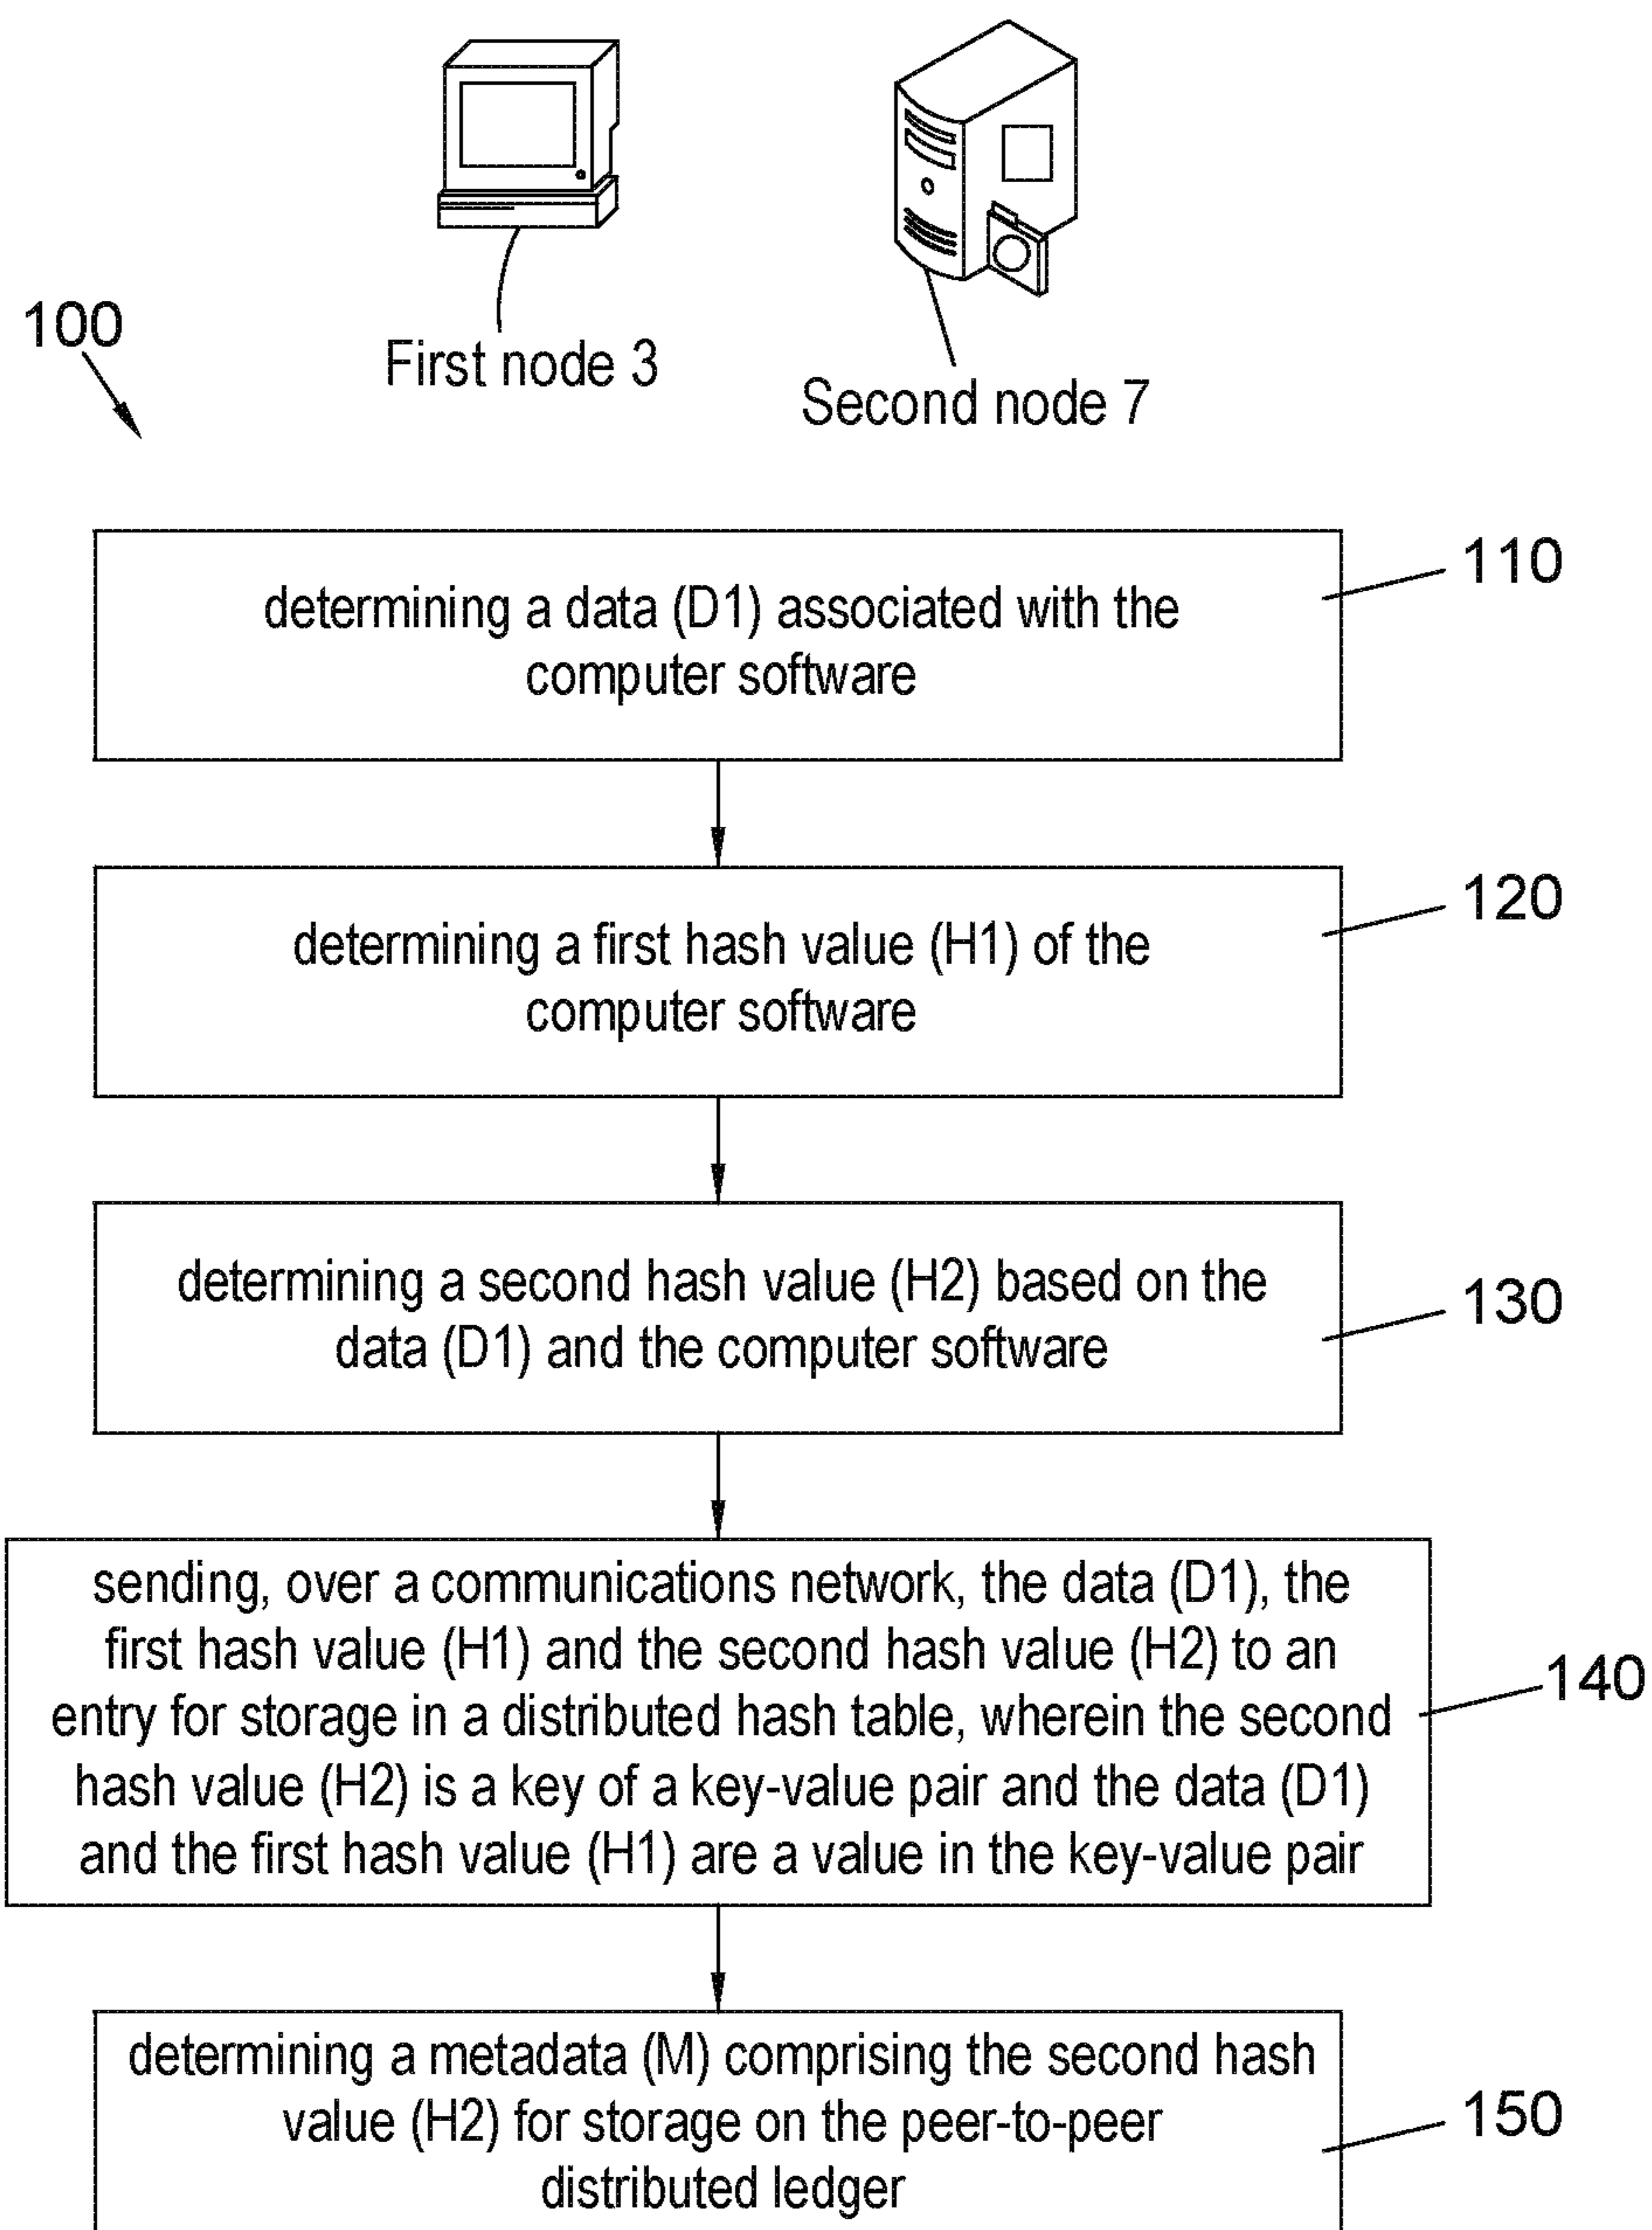 First node 3
Second node 7
100
determining a data (D1) associated with the
computer software
110
determining a first hash value (H1) of the
computer software
120
determining a second hash value (H2) based on the
data (D1) and the computer software
130
sending, over a communications network, the data (D1), the
first hash value (H1) and the second hash value (H2) to an
entry for storage in a distributed hash table, wherein the second
hash value (H2) is a key of a key-value pair and the data (D1)
and the first hash value (H1) are a value in the key-value pair
140
determining a metadata (M) comprising the second hash
value (H2) for storage on the peer-to-peer
distributed ledger
150